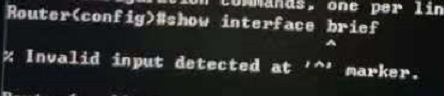 commands, one per lin
Router(config)#show interface brief
^
% Invalid input detected at '^' marker.